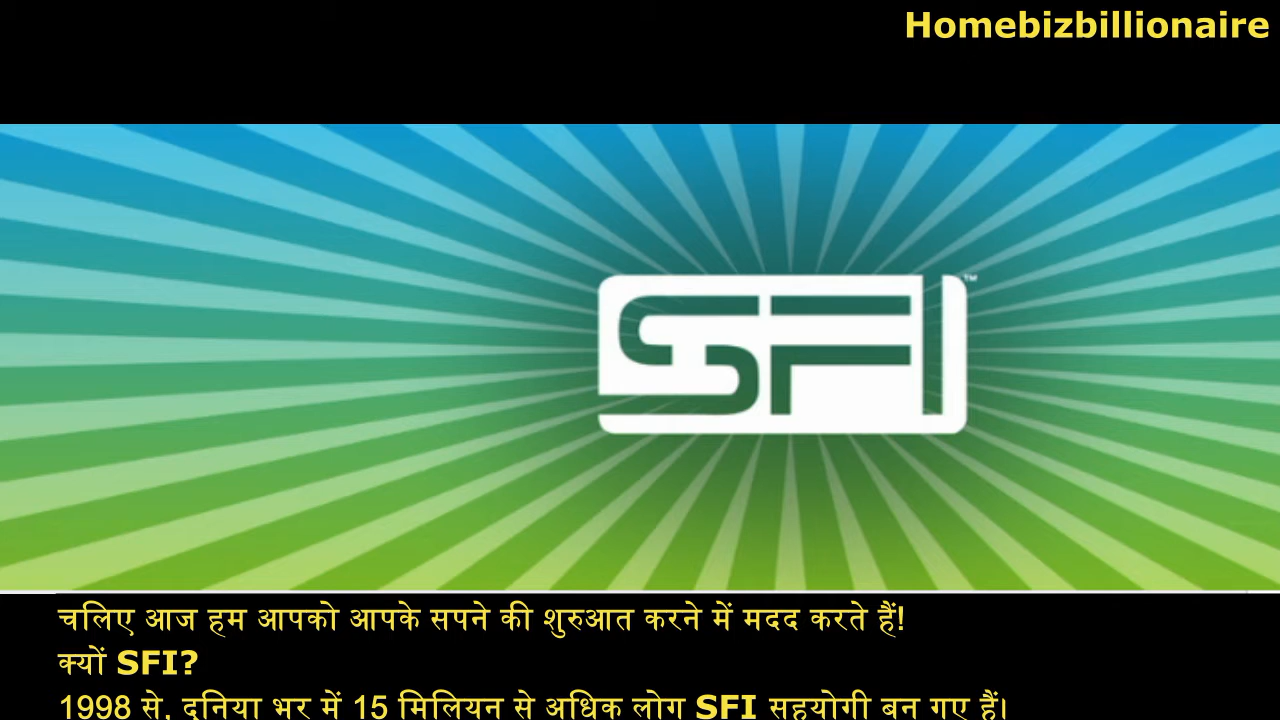 Homebizbillionaire
SFI™
चलिए आज हम आपको आपके सपने की शुरुआत करने में मदद करते हैं!
क्यों SFI?
1998 से, दुनिया भर में 15 मिलियन से अधिक लोग SFI सहयोगी बन गए हैं।